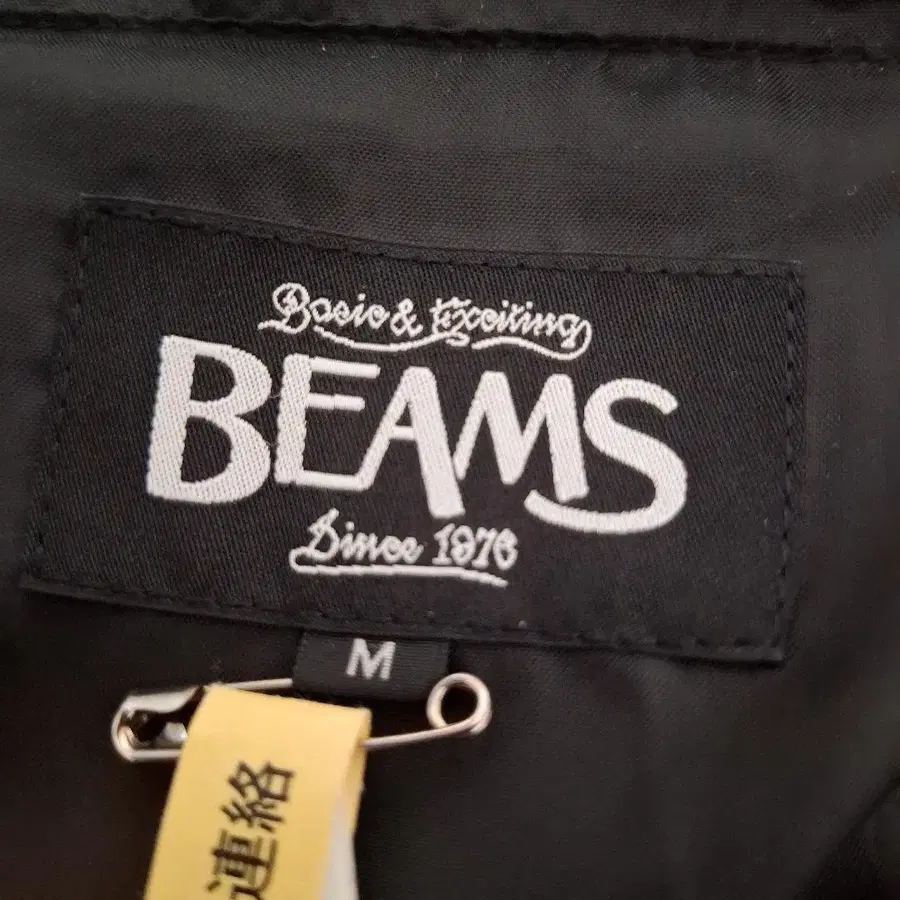 Basic & Exciting
BEAMS
Since 1976
M
連絡